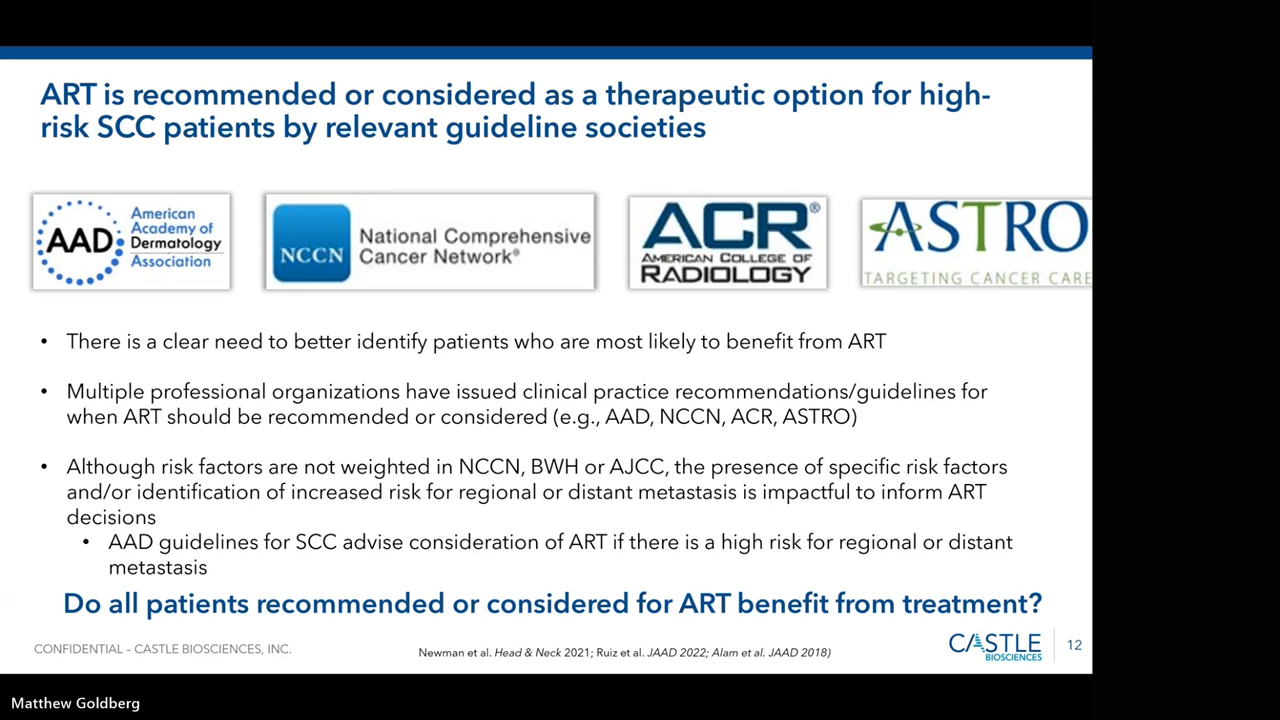 ART is recommended or considered as a therapeutic option for high-
risk SCC patients by relevant guideline societies
AAD
American
Academy of
Dermatology
Association
NCCN
National Comprehensive
Cancer Network®
ACR®
AMERICAN COLLEGE OF
RADIOLOGY
ASTRO
TARGETING CANCER CARE
• There is a clear need to better identify patients who are most likely to benefit from ART
• Multiple professional organizations have issued clinical practice recommendations/guidelines for
when ART should be recommended or considered (e.g., AAD, NCCN, ACR, ASTRO)
• Although risk factors are not weighted in NCCN, BWH or AJCC, the presence of specific risk factors
and/or identification of increased risk for regional or distant metastasis is impactful to inform ART
decisions
• AAD guidelines for SCC advise consideration of ART if there is a high risk for regional or distant
metastasis
Do all patients recommended or considered for ART benefit from treatment?
CONFIDENTIAL – CASTLE BIOSCIENCES, INC.
Newman et al. Head & Neck 2021; Ruiz et al. JAAD 2022; Alam et al. JAAD 2018)
CASTLE
BIOSCIENCES
12
Matthew Goldberg